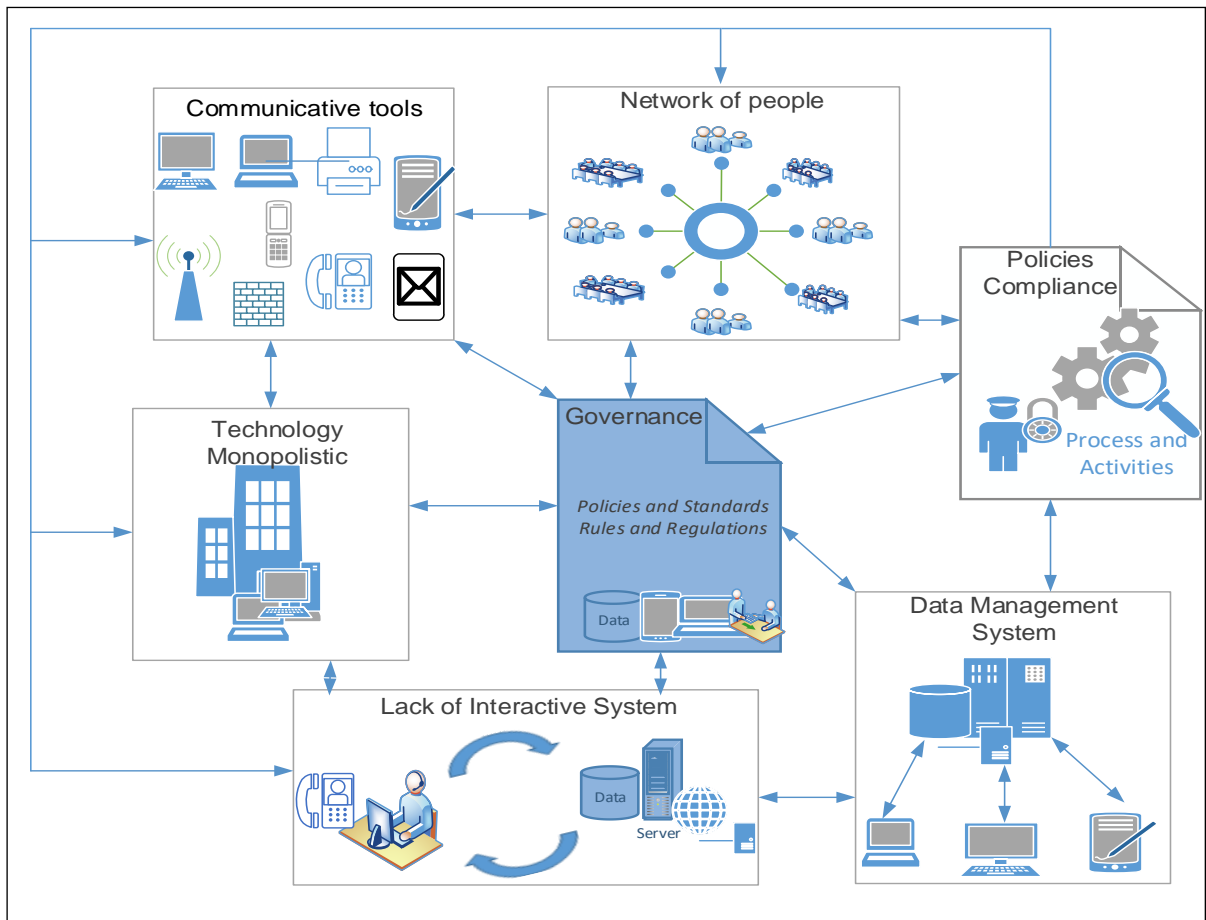 Communicative tools
Network of people
Policies
Compliance
Process and
Activities
Technology
Monopolistic
Governance
Policies and Standards
Rules and Regulations
Data
Data Management
System
Lack of Interactive System
Data
Server